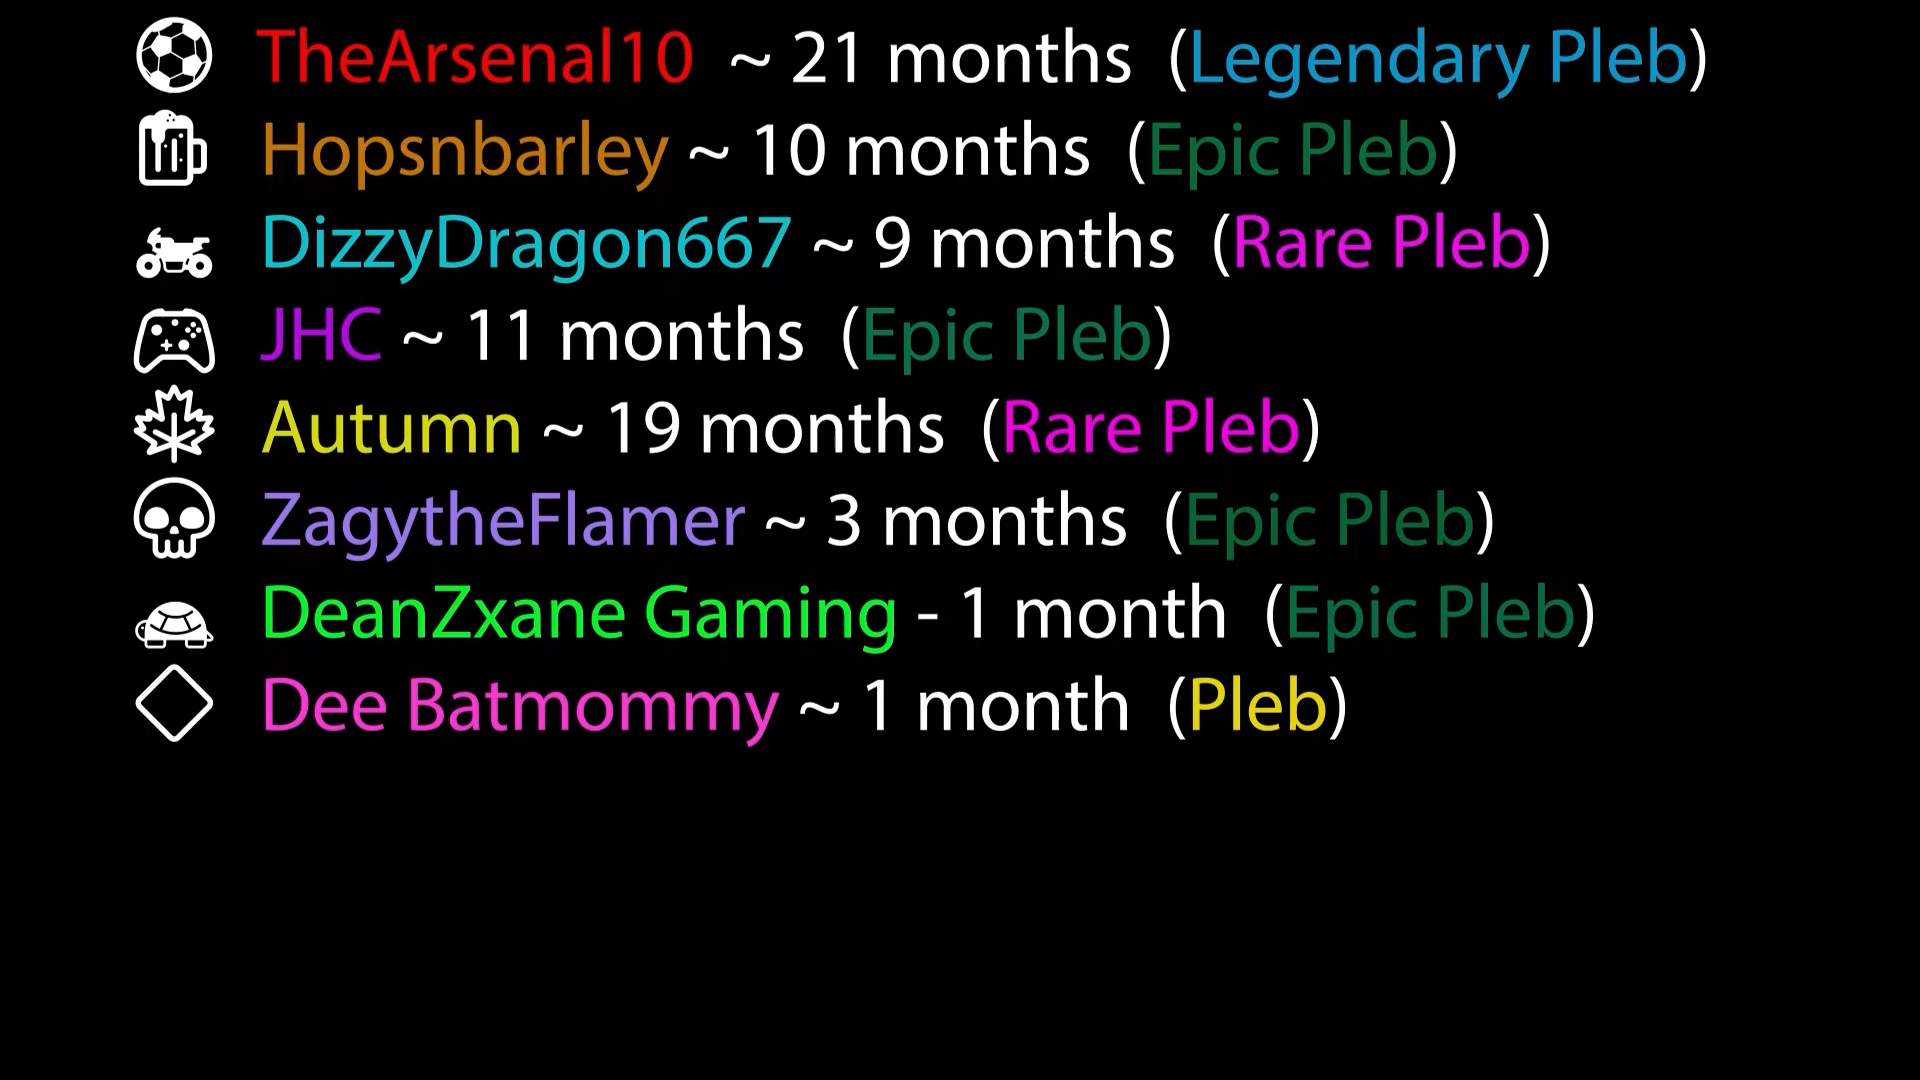 TheArsenal10 ~ 21 months (Legendary Pleb)
Hopsnbarley ~ 10 months (Epic Pleb)
DizzyDragon667 ~ 9 months (Rare Pleb)
JHC ~ 11 months (Epic Pleb)
Autumn ~ 19 months (Rare Pleb)
ZagytheFlamer ~ 3 months (Epic Pleb)
DeanZxane Gaming - 1 month (Epic Pleb)
Dee Batmommy ~ 1 month (Pleb)